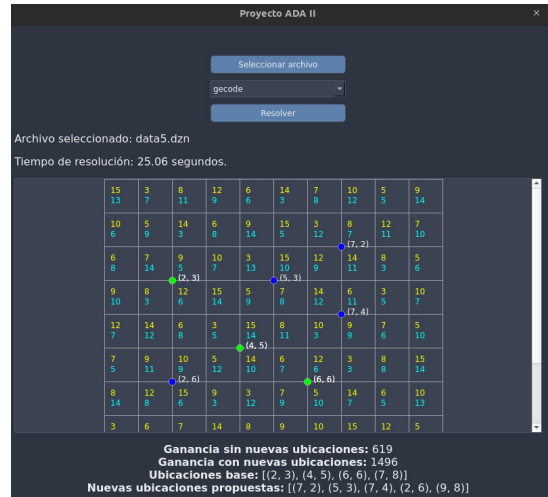 Proyecto ADA II ×
Seleccionar archivo
gecode
Resolver
Archivo seleccionado: data5.dzn
Tiempo de resolución: 25.06 segundos.
15 3 8 12 6 14 7 10 5 9
13 7 11 9 6 3 8 12 5 14
10 5 14 6 9 15 3 8 12 7
6 9 3 8 14 5 12 7 11 10
(7, 2)
6 7 9 10 3 15 12 14 8 5
8 14 5 7 13 10 9 11 3 6
(2, 3) (5, 3)
9 8 12 15 5 7 14 6 3 10
10 3 6 14 9 8 12 11 5 7
(7, 4)
12 14 6 3 15 8 10 9 7 5
7 12 8 5 14 11 3 9 6 10
(4, 5)
7 9 10 5 14 6 12 3 8 15
5 11 9 12 10 7 6 3 8 14
(2, 6) (6, 6)
8 12 15 9 3 7 5 14 6 10
14 8 6 3 12 9 10 7 5 13
3 6 7 14 8 9 10 15 12 5
Ganancia sin nuevas ubicaciones: 619
Ganancia con nuevas ubicaciones: 1496
Ubicaciones base: [(2, 3), (4, 5), (6, 6), (7, 8)]
Nuevas ubicaciones propuestas: [(7, 2), (5, 3), (7, 4), (2, 6), (9, 8)]